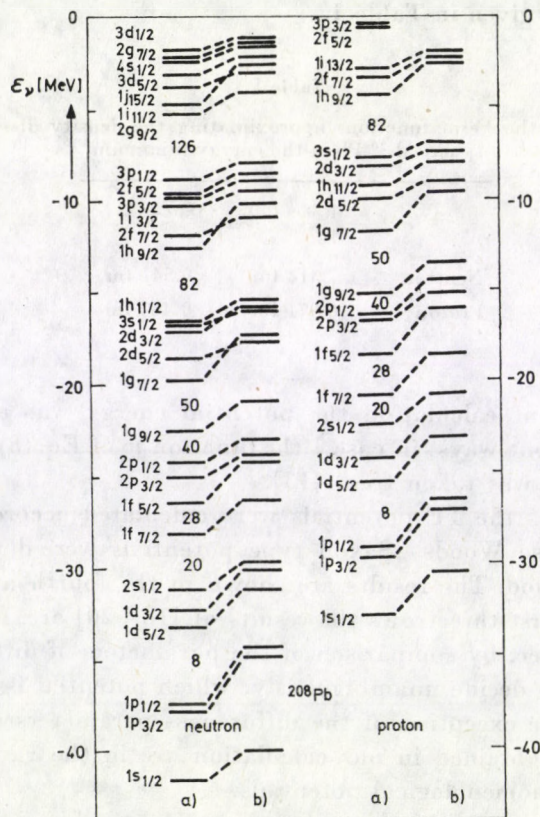 ε𝜈 [MeV]
3d1/2
2g7/2
4s1/2
3d5/2
1j15/2
1i11/2
2g9/2
126
3p1/2
2f5/2
3p3/2
1i13/2
2f7/2
1h9/2
82
1h11/2
3s1/2
2d3/2
2d5/2
1g7/2
50
1g9/2
40
2p1/2
2p3/2
1f5/2
28
1f7/2
20
2s1/2
1d3/2
1d5/2
8
1p1/2
1p3/2
1s1/2
neutron
a)
b)
0
-10
-20
-30
-40
208Pb
3p3/2
2f5/2
1i13/2
2f7/2
1h9/2
82
3s1/2
2d3/2
1h11/2
2d5/2
1g7/2
50
1g9/2
40
2p1/2
2p3/2
1f5/2
28
1f7/2
20
2s1/2
1d3/2
1d5/2
8
1p1/2
1p3/2
1s1/2
proton
a)
b)
0
-10
-20
-30
-40